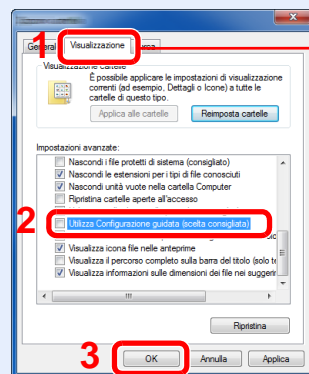 1
Generali Visualizzazione Cerca
Visualizzazione Cartelle
È possibile applicare le impostazioni di visualizzazione
correnti (ad esempio, Dettagli o Icone) a tutte le
cartelle di questo tipo.
Applica alle cartelle Reimposta cartelle
Impostazioni avanzate:
Nascondi i file protetti di sistema (consigliato)
Nascondi le estensioni per i tipi di file conosciuti
Nascondi unità vuote nella cartella Computer
Ripristina cartelle aperte all'accesso
2
Utilizza Configurazione guidata (scelta consigliata)
Visualizza icona file nelle anteprime
Visualizza il percorso completo sulla barra del titolo (solo te
Visualizza informazioni sulle dimensioni dei file nei suggerim
Ripristina
3
OK Annulla Applica